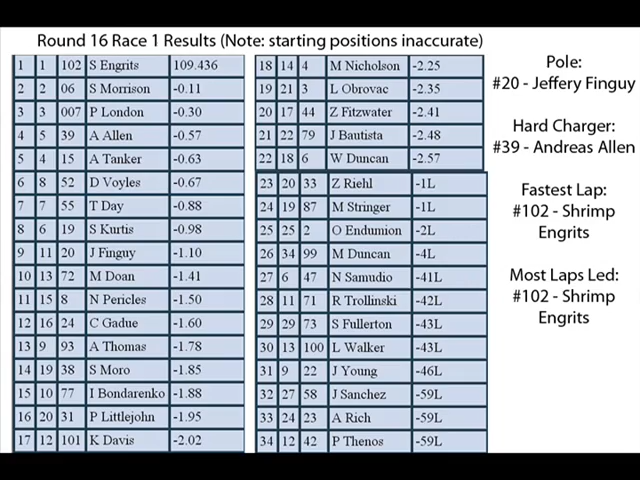 Round 16 Race 1 Results (Note: starting positions inaccurate)
1 1 102 S Engrits 109.436
2 2 06 S Morrison -0.11
3 3 007 P London -0.30
4 5 39 A Allen -0.57
5 4 15 A Tanker -0.63
6 8 52 D Voyles -0.67
7 7 55 T Day -0.88
8 6 19 S Kurtis -0.98
9 11 20 J Finguy -1.10
10 13 72 M Doan -1.41
11 15 8 N Pericles -1.50
12 16 24 C Gadue -1.60
13 9 93 A Thomas -1.78
14 19 38 S Moro -1.85
15 10 77 I Bondarenko -1.88
16 20 31 P Littlejohn -1.95
17 12 101 K Davis -2.02
18 14 4 M Nicholson -2.25
19 21 3 L Obrovac -2.35
20 17 44 Z Fitzwater -2.41
21 22 79 J Bautista -2.48
22 18 6 W Duncan -2.57
23 20 33 Z Riehl -1L
24 19 87 M Stringer -1L
25 25 2 O Endumion -2L
26 34 99 M Duncan -4L
27 6 47 N Samudio -41L
28 11 71 R Trollinski -42L
29 29 73 S Fullerton -43L
30 13 100 L Walker -43L
31 9 22 J Young -46L
32 27 58 J Sanchez -59L
33 24 23 A Rich -59L
34 12 42 P Thenos -59L
Pole:
#20 - Jeffery Finguy
Hard Charger:
#39 - Andreas Allen
Fastest Lap:
#102 - Shrimp
Engrits
Most Laps Led:
#102 - Shrimp
Engrits